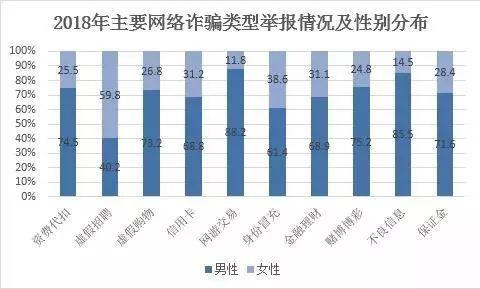 2018年主要网络诈骗类型举报情况及性别分布
100%
90%
80%
70%
60%
50%
40%
30%
20%
10%
0%
25.5 59.8 26.8 31.2 11.8 38.6 31.1 24.8 14.5 28.4
74.5 40.2 73.2 68.8 88.2 61.4 68.9 75.2 85.5 71.6
资费代扣 虚假招聘 虚假购物 信用卡 网游交易 身份冒充 金融理财 赌博博彩 不良信息 保证金
男性 女性